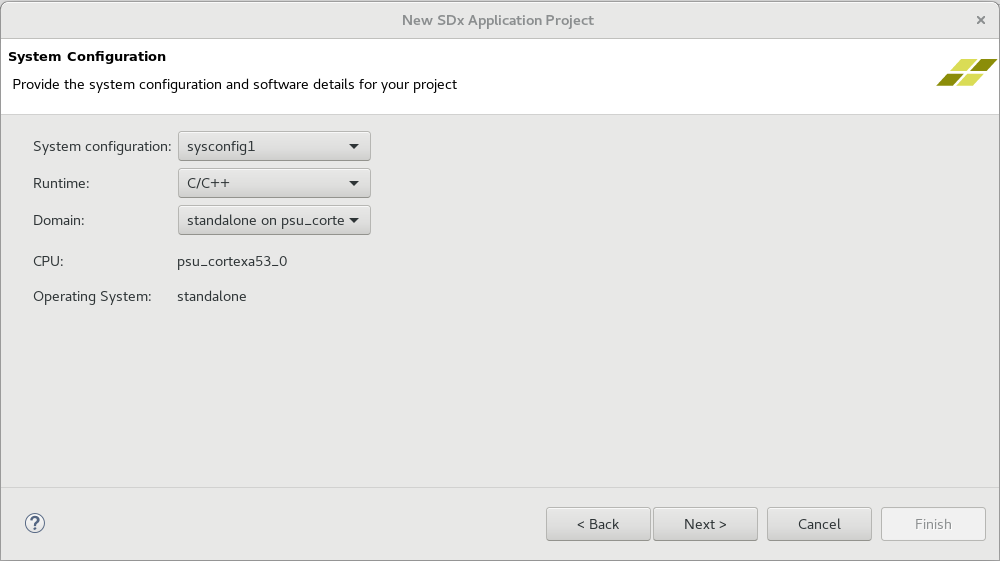 New SDx Application Project
System Configuration
Provide the system configuration and software details for your project
System configuration: sysconfig1
Runtime: C/C++
Domain: standalone on psu_corte
CPU: psu_cortexa53_0
Operating System: standalone
? < Back Next > Cancel Finish